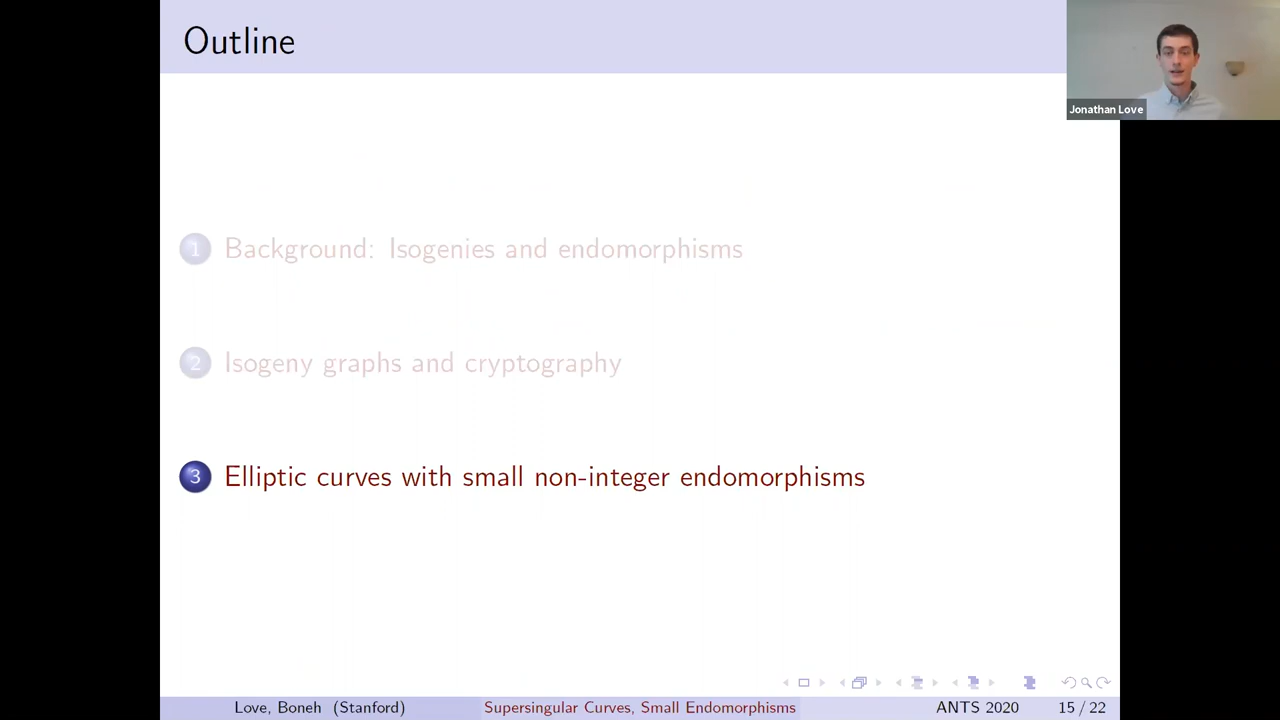 Outline
Jonathan Love
1 Background: Isogenies and endomorphisms
2 Isogeny graphs and cryptography
3 Elliptic curves with small non-integer endomorphisms
Love, Boneh (Stanford) Supersingular Curves, Small Endomorphisms ANTS 2020 15 / 22